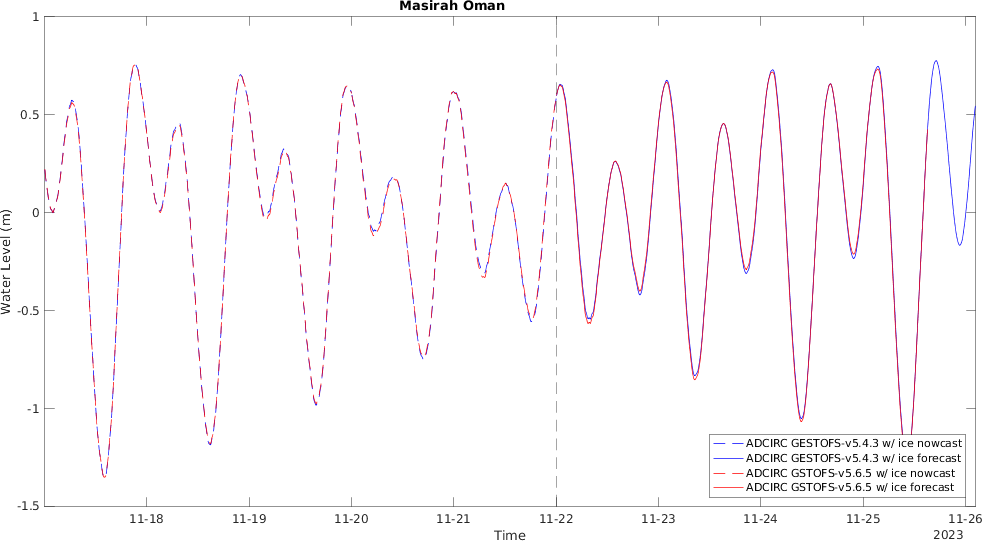 Masirah Oman
Water Level (m)
1
0.5
0
-0.5
-1
-1.5
ADCIRC GESTOFS-v5.4.3 w/ ice nowcast
ADCIRC GESTOFS-v5.4.3 w/ ice forecast
ADCIRC GSTOFS-v5.6.5 w/ ice nowcast
ADCIRC GSTOFS-v5.6.5 w/ ice forecast
11-18 11-19 11-20 11-21 11-22 11-23 11-24 11-25 11-26
Time 2023